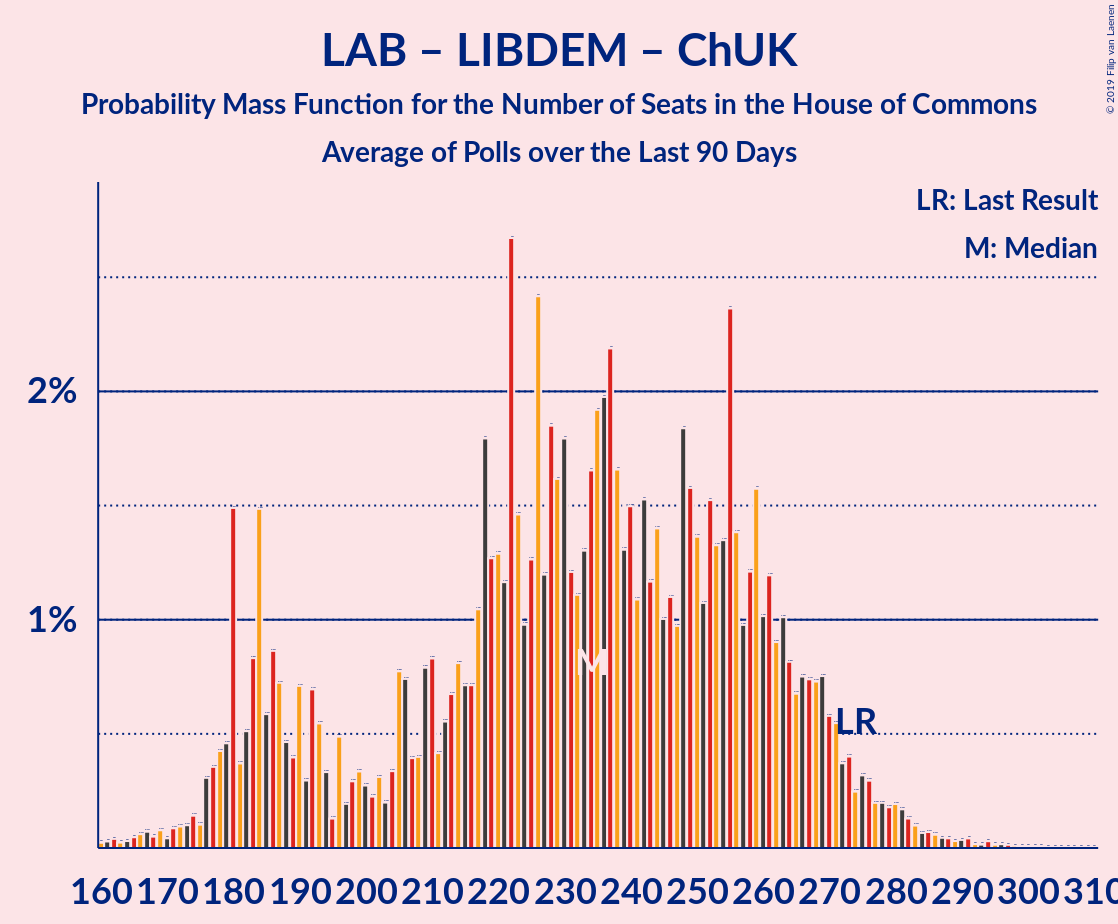 LAB – LIBDEM – ChUK
Probability Mass Function for the Number of Seats in the House of Commons
Average of Polls over the Last 90 Days
© 2019 Filip van Laenen
LR: Last Result
M: Median
2%
1%
M
LR
160 170 180 190 200 210 220 230 240 250 260 270 280 290 300 310